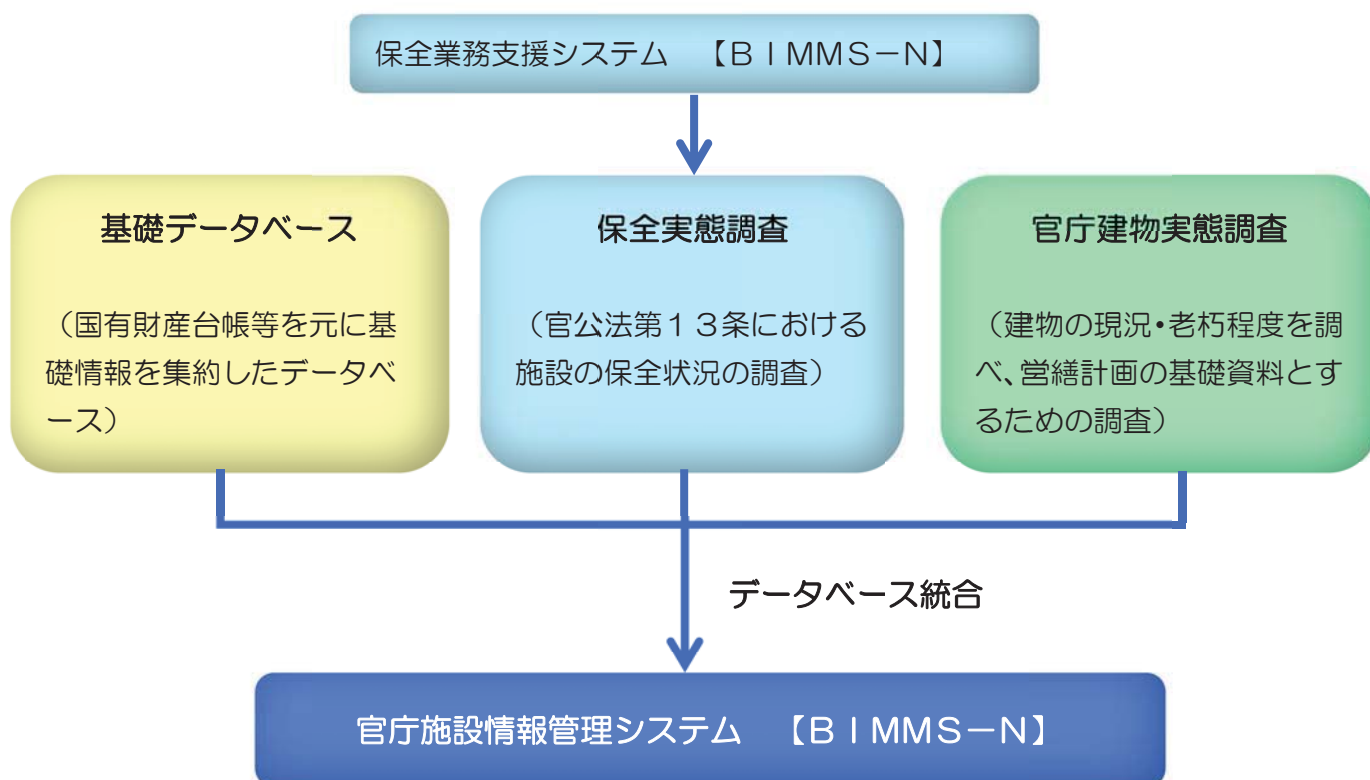 保全業務支援システム 【BIMMS－N】
基礎データベース
（国有財産台帳等を元に基
礎情報を集約したデータベ
ース）
保全実態調査
（官公法第１３条における
施設の保全状況の調査）
官庁建物実態調査
（建物の現況・老朽程度を調
べ、営繕計画の基礎資料とす
るための調査）
データベース統合
官庁施設情報管理システム 【BIMMS－N】